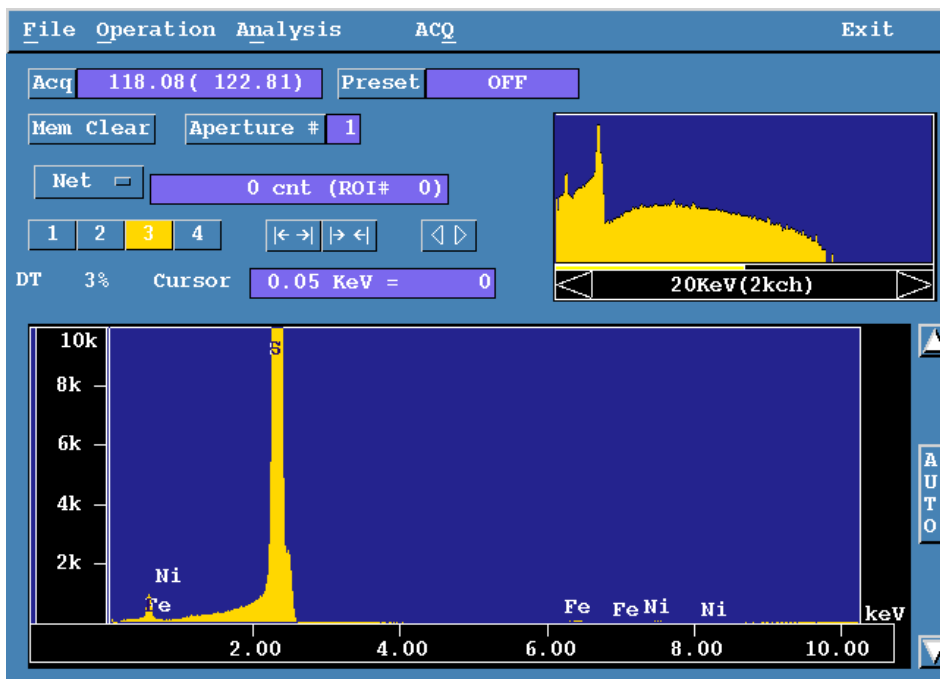 File Operation Analysis ACQ Exit
Acq 118.08( 122.81) Preset OFF
Mem Clear Aperture # 1
Net 0 cnt (ROI# 0)
1 2 3 4 |← →| |→ ←|
DT 3% Cursor 0.05 KeV = 0
20KeV(2kch)
10k
8k
6k
4k
2k
S
Ni
Fe
Fe Fe Ni Ni
keV
2.00 4.00 6.00 8.00 10.00
AUTO